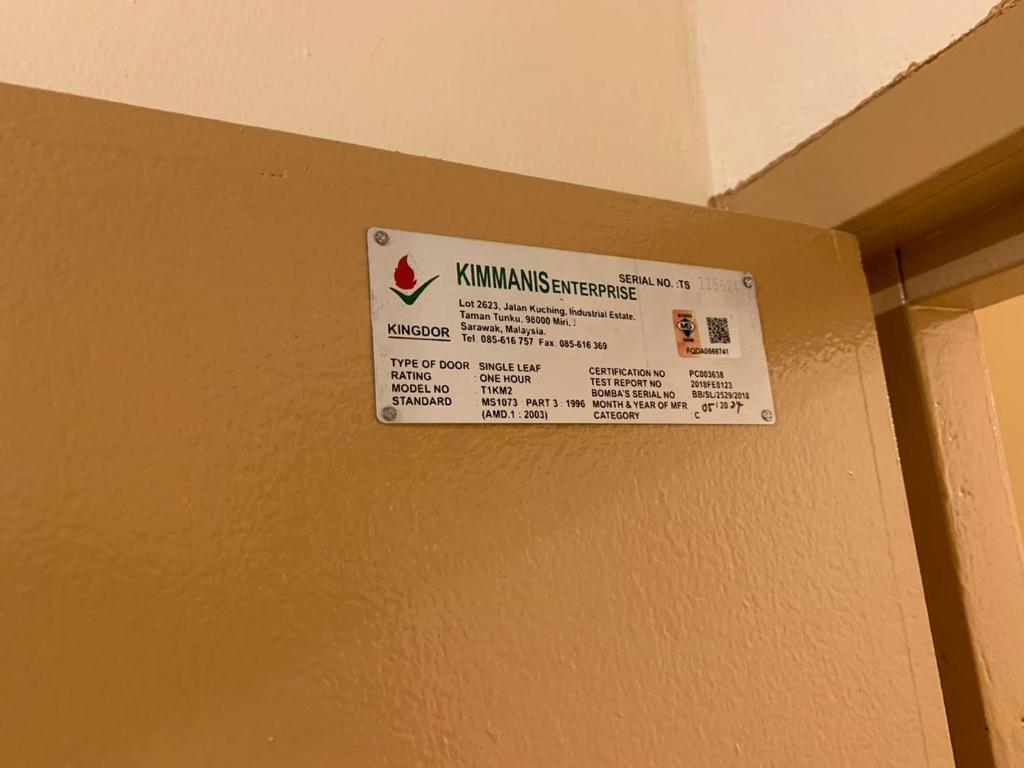 KIMMANIS ENTERPRISE
SERIAL NO. :TS 115624
KINGDOR
Lot 2623, Jalan Kuching, Industrial Estate,
Taman Tunku, 98000 Miri,
Sarawak, Malaysia.
Tel: 085-616 757 Fax. 085-616 369
FQDA0568741
TYPE OF DOOR SINGLE LEAF
RATING : ONE HOUR
MODEL NO : T1KM2
STANDARD : MS1073 : PART 3 : 1996
(AMD.1 : 2003)
CERTIFICATION NO PC003638
TEST REPORT NO 2018FE0123
BOMBA'S SERIAL NO BB/SL/2529/2018
MONTH & YEAR OF MFR 05/20
CATEGORY : C